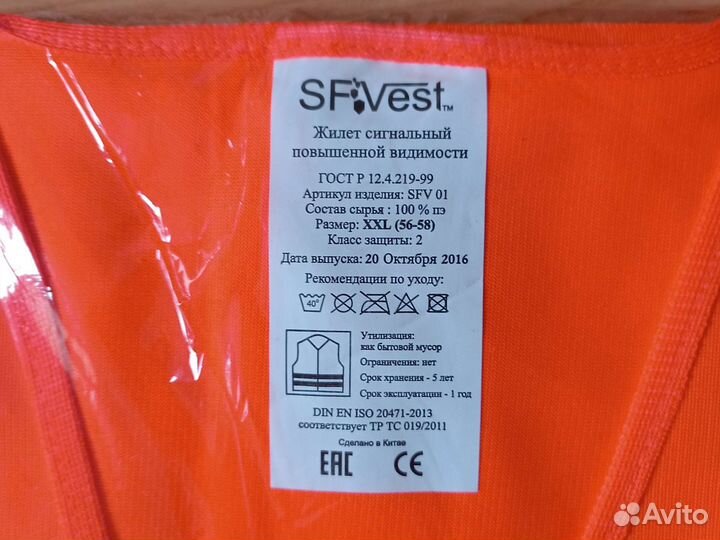 SFVest™
Жилет сигнальный
повышенной видимости
ГОСТ Р 12.4.219-99
Артикул изделия: SFV 01
Состав сырья : 100 % пэ
Размер: XXL (56-58)
Класс защиты: 2
Дата выпуска: 20 Октября 2016
Рекомендации по уходу:
40°
Утилизация:
как бытовой мусор
Ограничения: нет
Срок хранения - 5 лет
Срок эксплуатации - 1 год
DIN EN ISO 20471-2013
соответствует ТР ТС 019/2011
Сделано в Китае
EAC CE
Avito